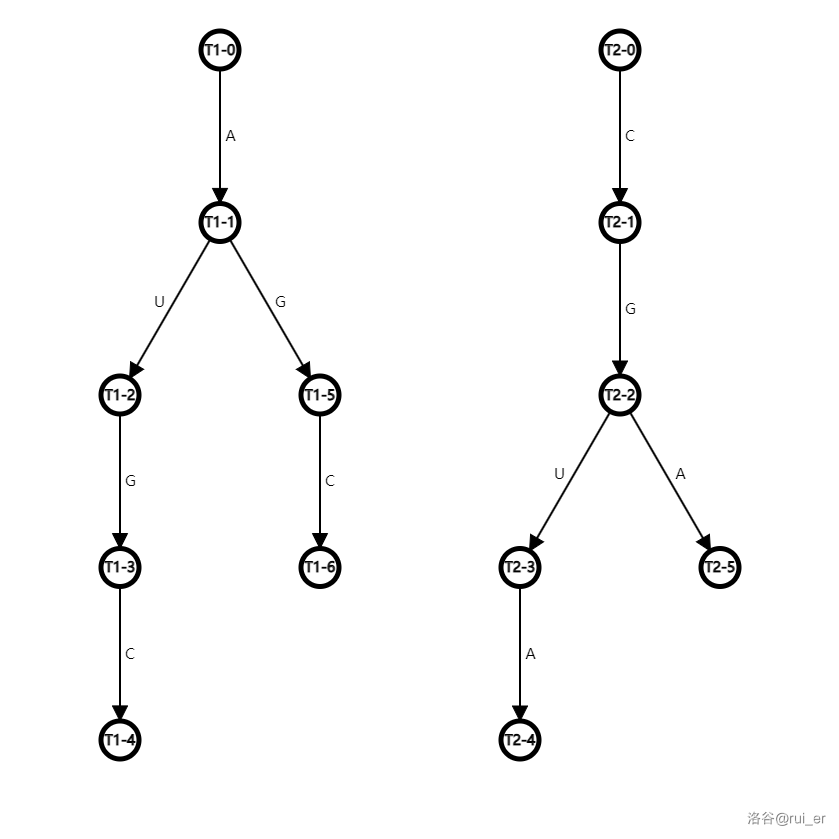 T1-0 T2-0
A C
T1-1 T2-1
U G G
T1-2 T1-5 T2-2
G C U A
T1-3 T1-6 T2-3 T2-5
C A
T1-4 T2-4
洛谷@rui_er